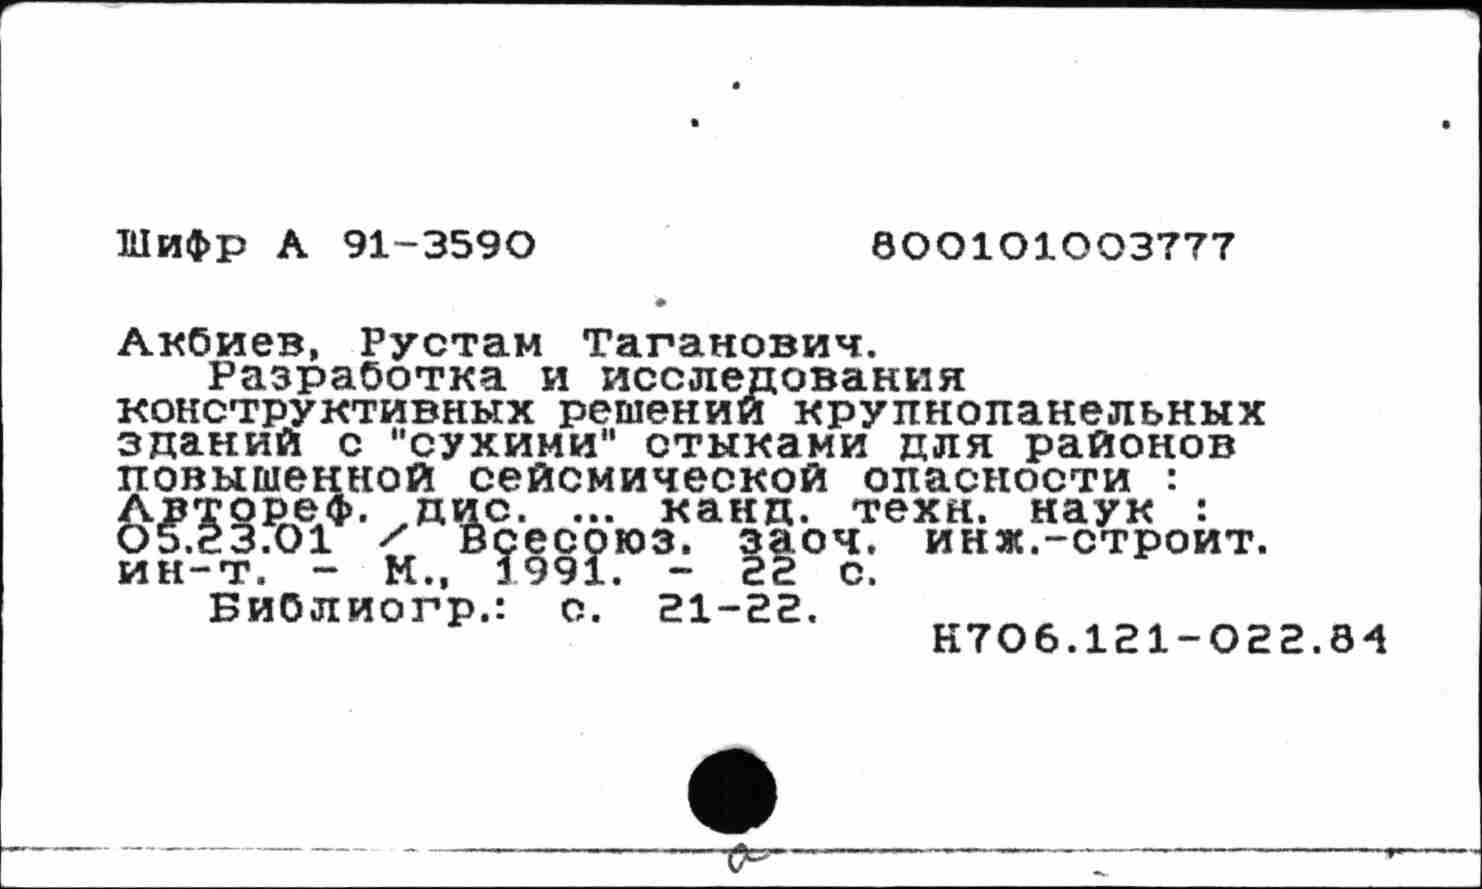 Шифр А 91-3590 800101003777
Акбиев, Рустам Таганович.
Разработка и исследования
конструктивных решений крупнопанельных
зданий с "сухими" стыками для районов
повышенной сейсмической опасности :
Автореф. дис. ... канд. техн. наук :
05.23.01 / Всесоюз. заоч. инж.-строит.
ин-т. - М., 1991. - 22 с.
Библиогр.: с. 21-22.
Н706.121-022.84
а